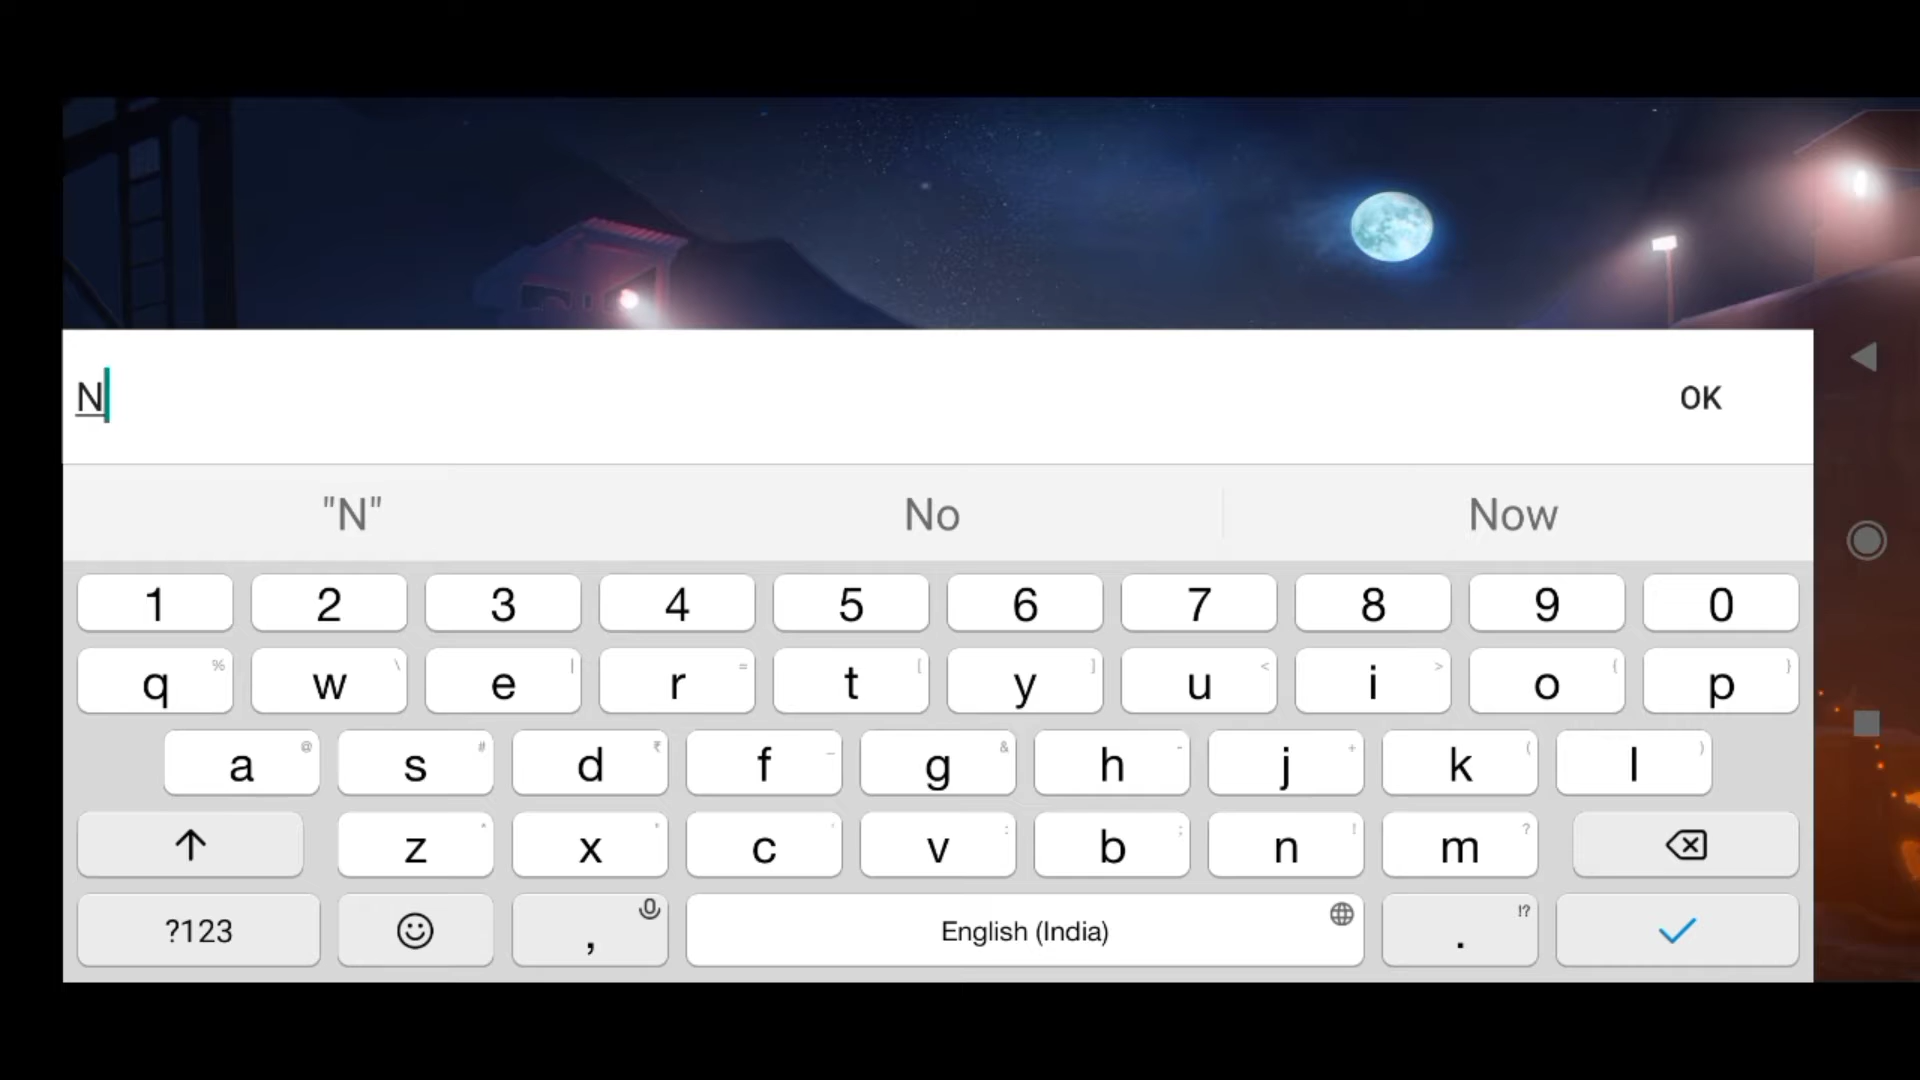 N
OK
"N" No Now
1 2 3 4 5 6 7 8 9 0
q % w \ e | r = t [ y ] u < i > o { p }
a @ s # d ₹ f _ g & h - j + k ( l )
z x c v : b ; n ! m ?
?123 , English (India) . !?